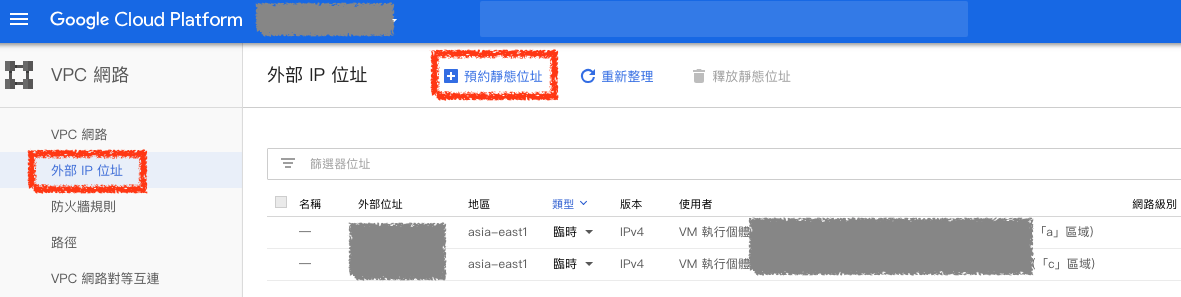 Google Cloud Platform
VPC 網路
外部 IP 位址
預約靜態位址
重新整理
釋放靜態位址
VPC 網路
外部 IP 位址
防火牆規則
路徑
VPC 網路對等互連
篩選器位址
名稱 外部位址 地區 類型 版本 使用者 網路級別
— asia-east1 臨時 IPv4 VM 執行個體 (「a」區域)
— asia-east1 臨時 IPv4 VM 執行個體 (「c」區域)